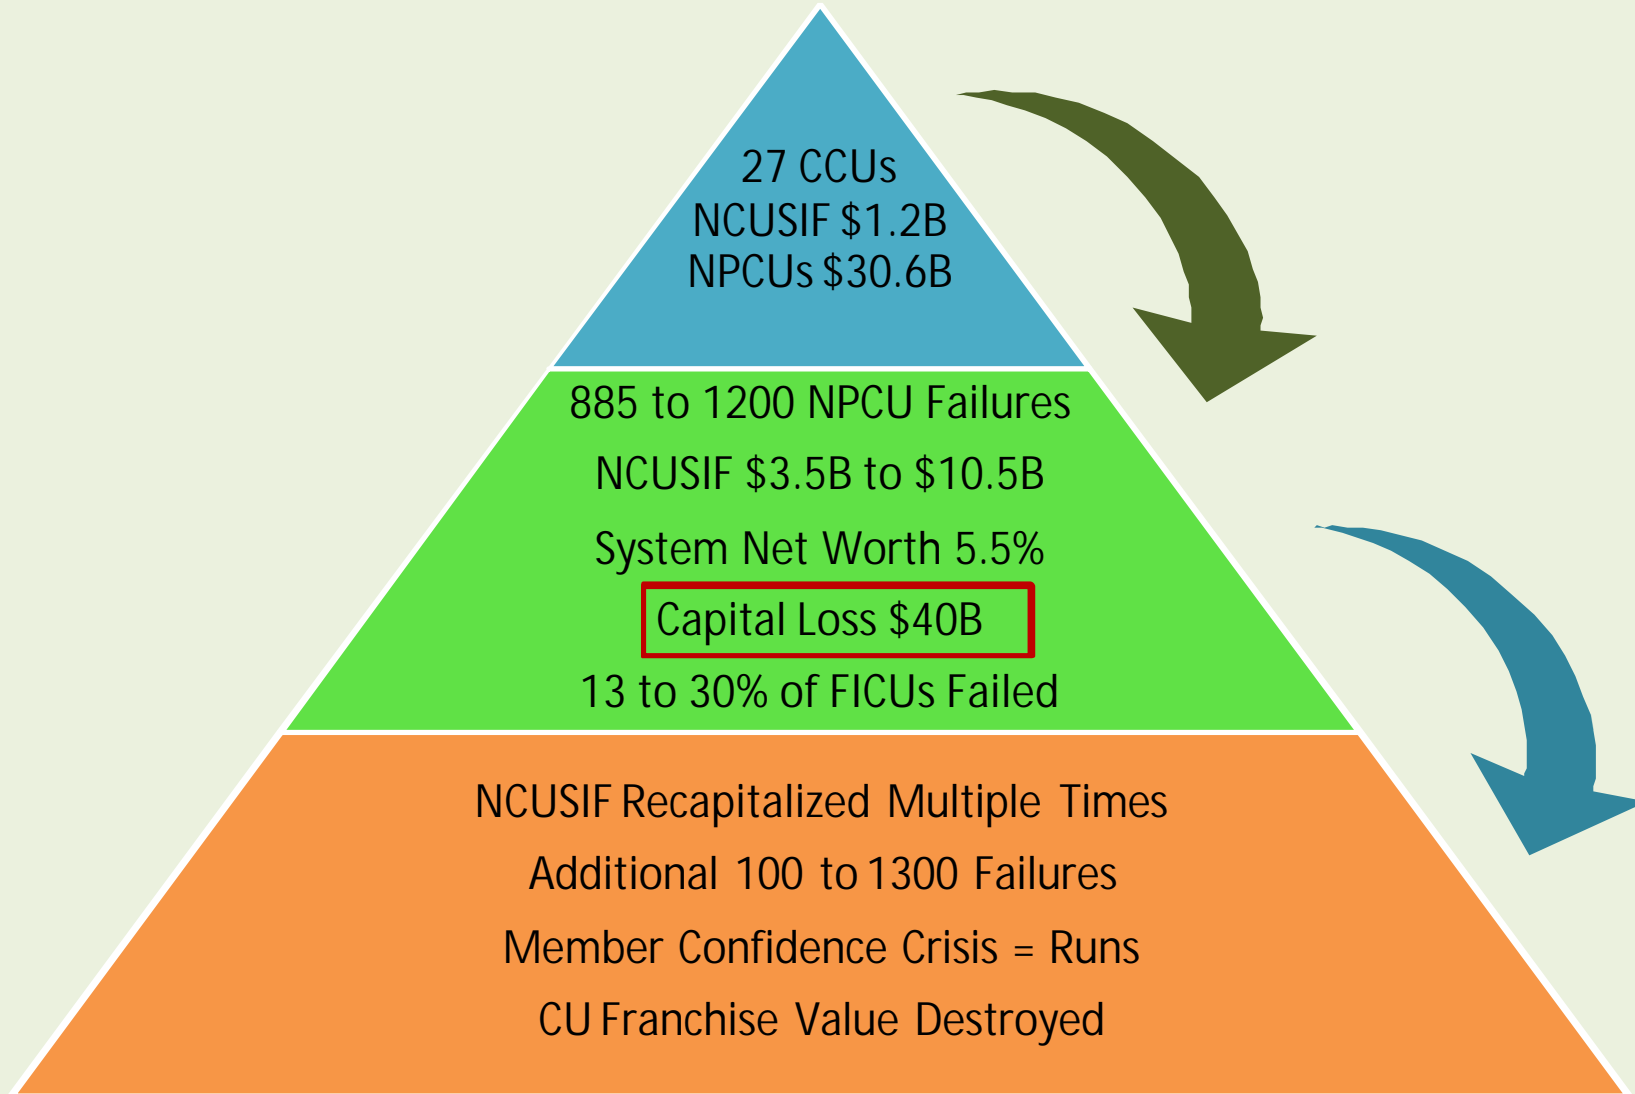 27 CCUs
NCUSIF $1.2B
NPCUs $30.6B
885 to 1200 NPCU Failures
NCUSIF $3.5B to $10.5B
System Net Worth 5.5%
Capital Loss $40B
13 to 30% of FICUs Failed
NCUSIF Recapitalized Multiple Times
Additional 100 to 1300 Failures
Member Confidence Crisis = Runs
CU Franchise Value Destroyed